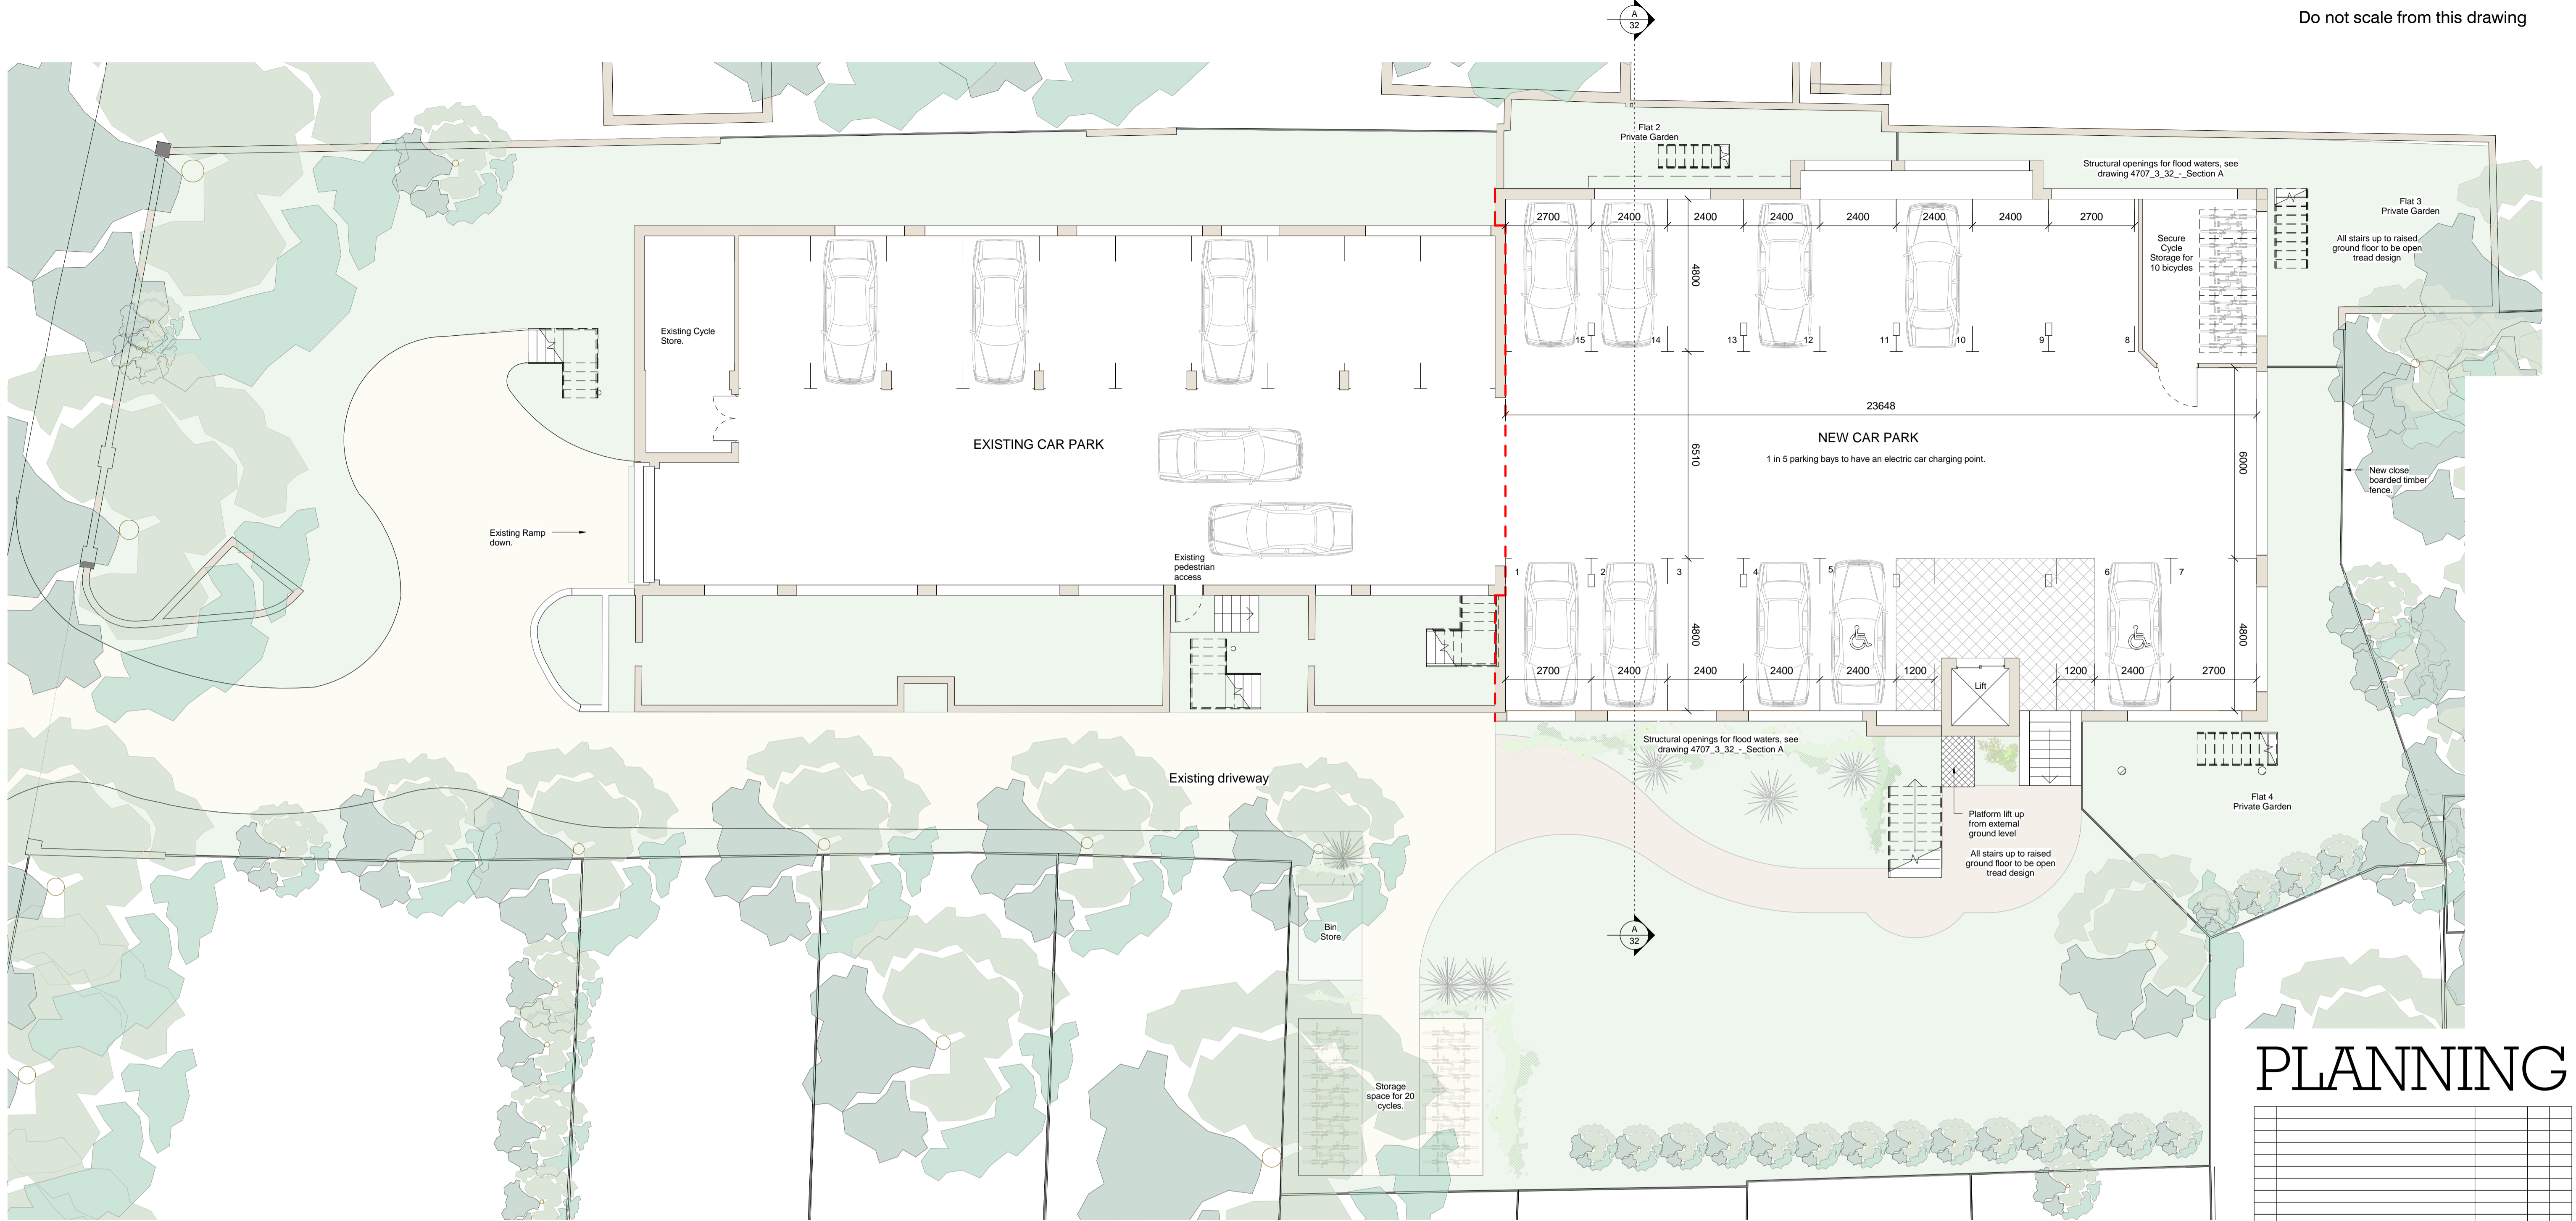 Do not scale from this drawing
A
32
Flat 2
Private Garden
Structural openings for flood waters, see
drawing 4707_3_32_-_Section A
Flat 3
Private Garden
All stairs up to raised
ground floor to be open
tread design
2700
2400
2400
2400
2400
2400
2400
2700
Secure
Cycle
Storage for
10 bicycles
4800
Existing Cycle
Store.
15
14
13
12
11
10
9
8
23648
EXISTING CAR PARK
NEW CAR PARK
1 in 5 parking bays to have an electric car charging point.
6510
6000
New close
boarded timber
fence.
Existing Ramp
down.
Existing
pedestrian
access
1
2
3
4
5
6
7
4800
4800
2700
2400
2400
2400
2400
1200
Lift
1200
2400
2700
Structural openings for flood waters, see
drawing 4707_3_32_-_Section A
Existing driveway
Flat 4
Private Garden
Platform lift up
from external
ground level
All stairs up to raised
ground floor to be open
tread design
Bin
Store
A
32
Storage
space for 20
cycles.
PLANNING